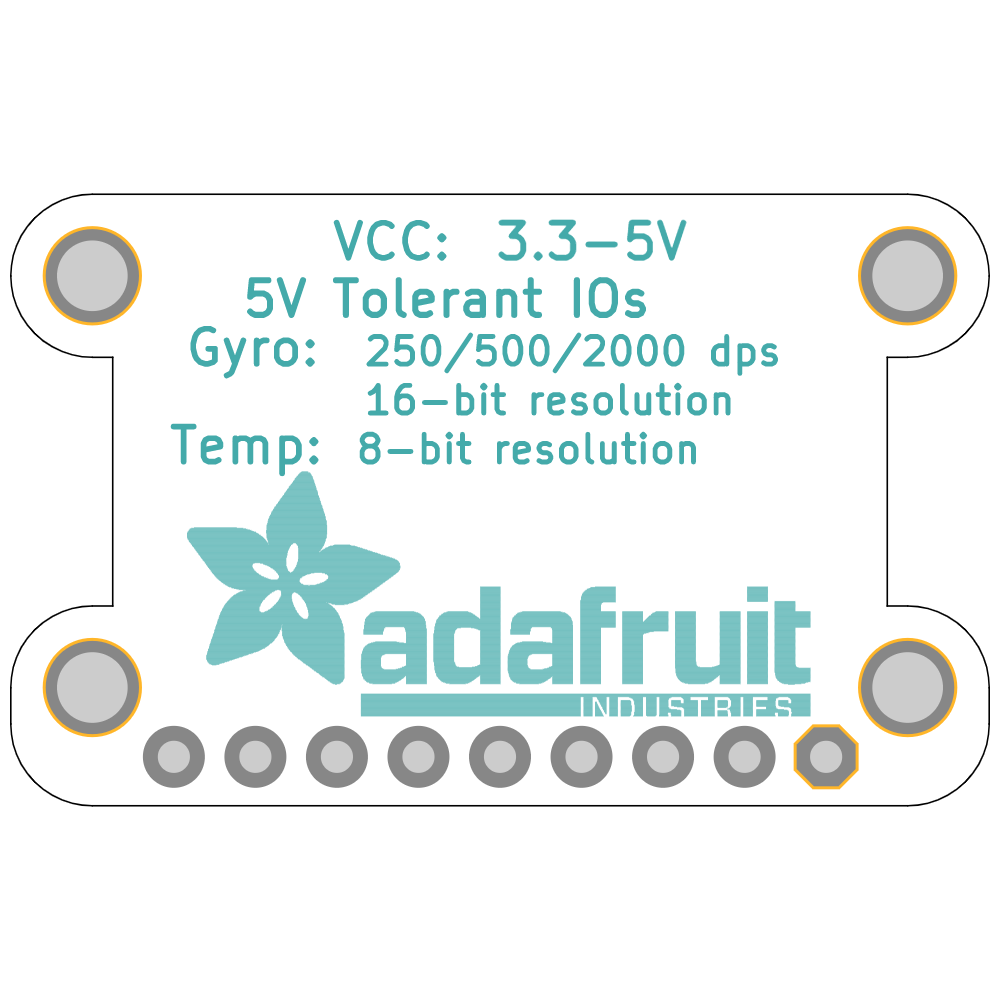 VCC: 3.3-5V
5V Tolerant IOs
Gyro: 250/500/2000 dps
16-bit resolution
Temp: 8-bit resolution
adafruit
INDUSTRIES